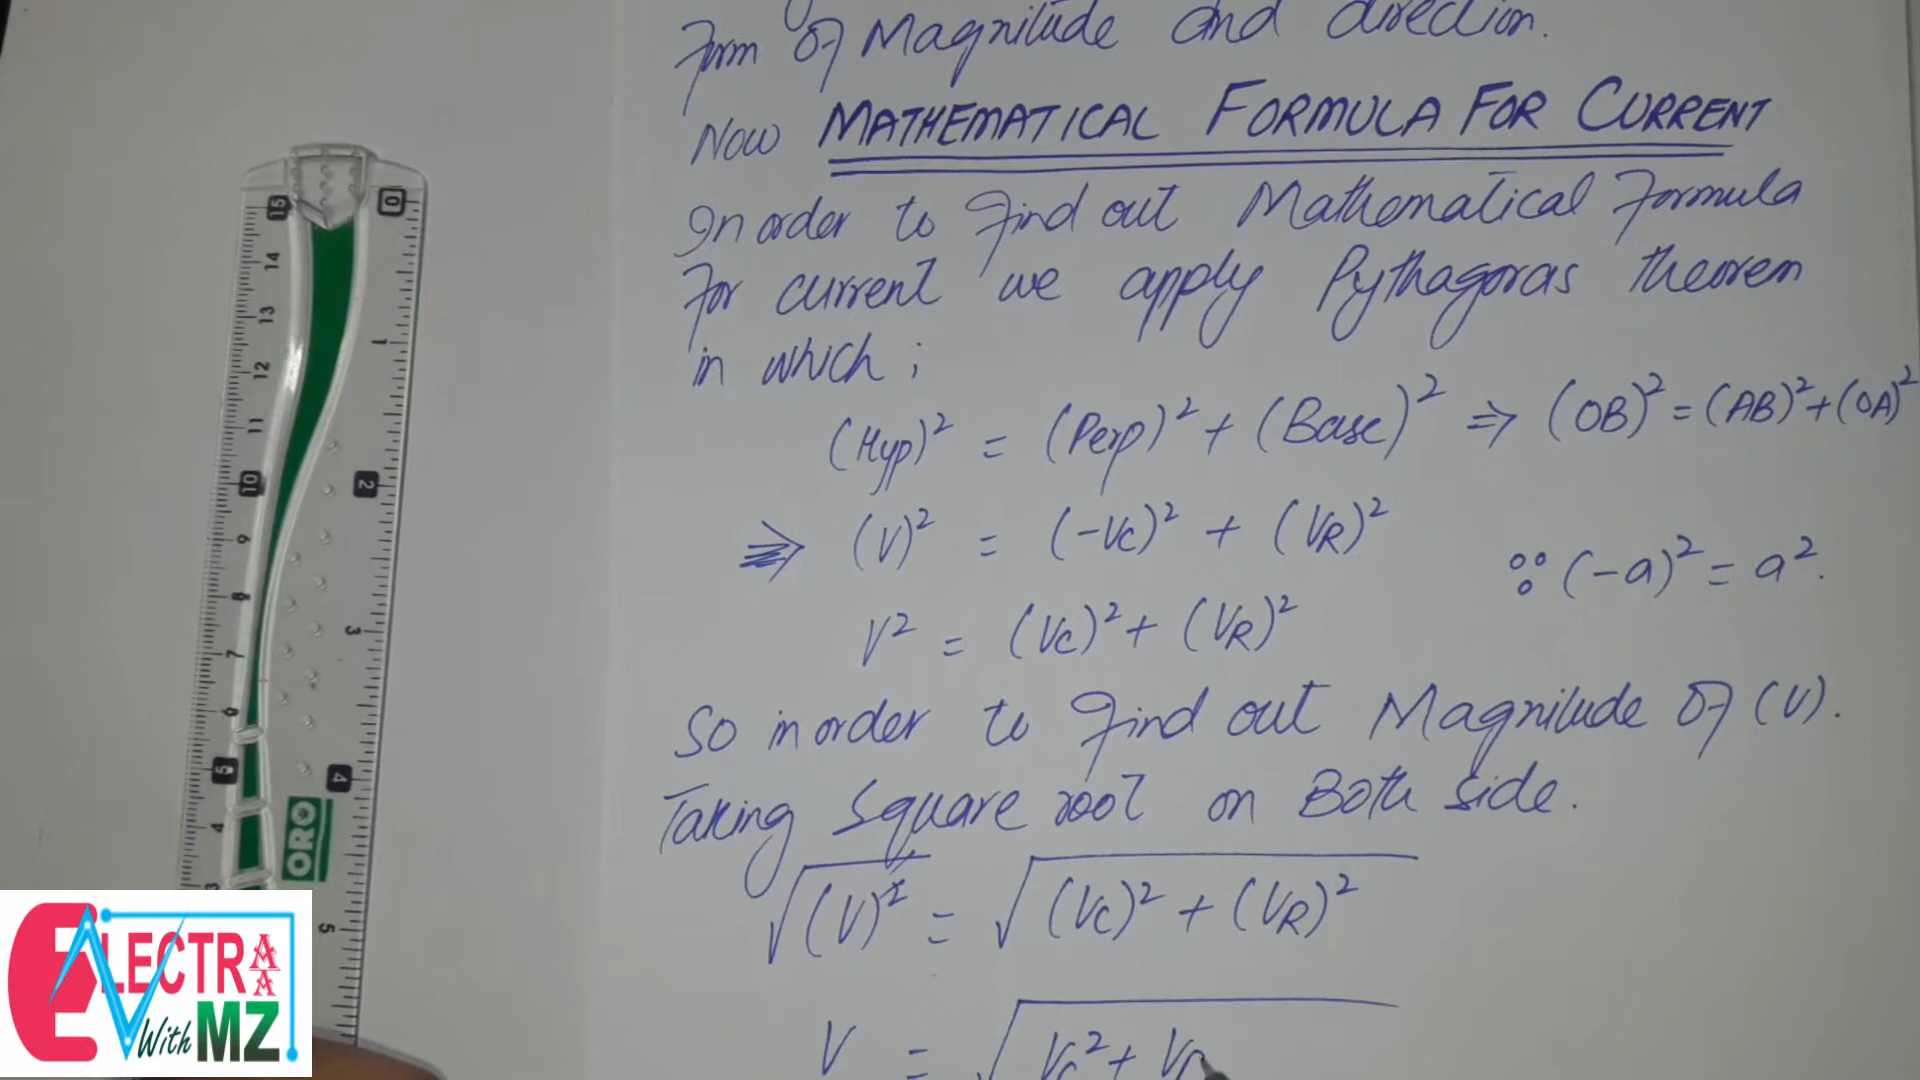 Form Of Magnitude and direction.
Now MATHEMATICAL FORMULA FOR CURRENT
In order to Find out Mathematical Formula
For current we apply Pythagoras theorem
in which ;
(Hyp)² = (Perp)² + (Base)² ⇒ (OB)² = (AB)² + (OA)²
⇒ (V)² = (-Vc)² + (VR)²
∵ (-a)² = a².
V² = (Vc)² + (VR)²
So in order to Find out Magnitude Of (V).
Taking Square root on Both side.
√(V)² = √(Vc)² + (VR)²
V = √Vc² + VR
15 14 13 12 11 10 9 8 7 6 5 4 3
0 1 2 3 4 5
ORO
ELECTRA
With MZ